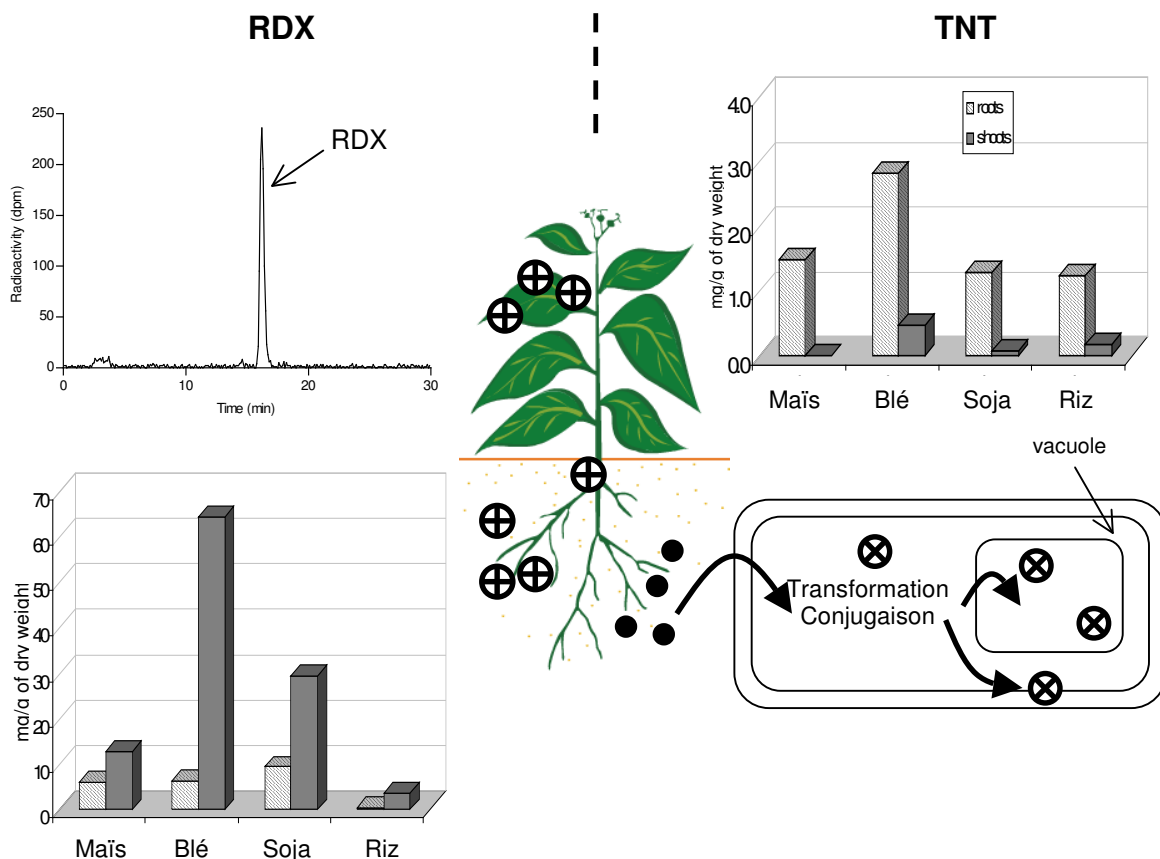 RDX
TNT
250
200
150
100
50
0
Radioactivity (dpm)
RDX
0
10
20
30
Time (min)
4.0
3.0
2.0
1.0
0.0
mg/g of dry weight
roots
shoots
Maïs
Blé
Soja
Riz
vacuole
Transformation
Conjugaison
70
60
50
40
30
20
10
0
mg/g of dry weight
Maïs
Blé
Soja
Riz